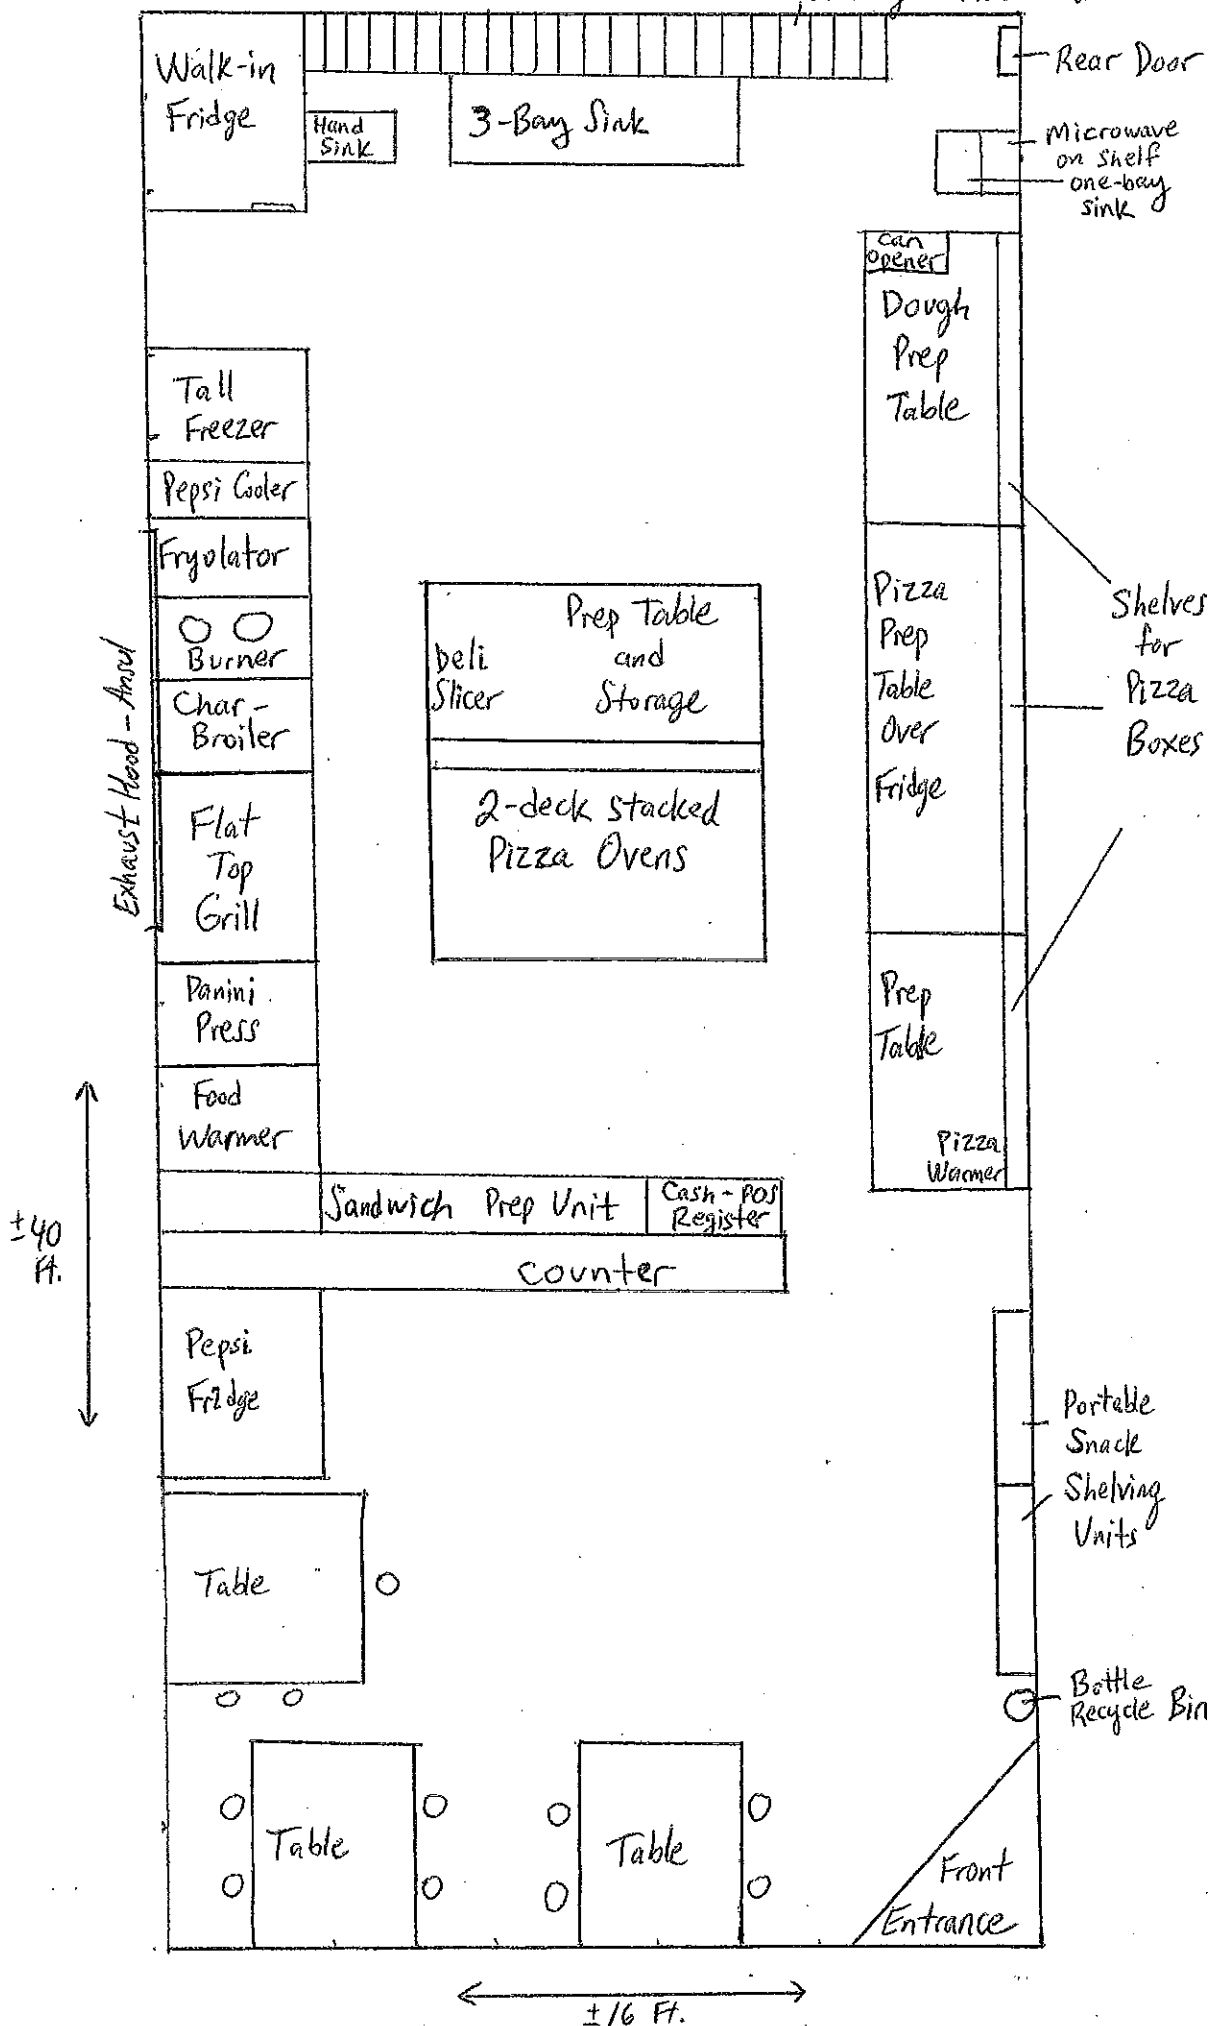 Rear Door
Walk-in
Fridge
Hand
Sink
3-Bay Sink
Microwave
on shelf
one-bay
sink
Can
Opener
Dough
Prep
Table
Tall
Freezer
Pepsi Cooler
Fryolator
Burner
Char-
Broiler
Flat
Top
Grill
Exhaust Hood - Ansul
Panini
Press
Food
Warmer
Prep Table
and
Storage
Deli
Slicer
2-deck stacked
Pizza Ovens
Pizza
Prep
Table
Over
Fridge
Shelves
for
Pizza
Boxes
Prep
Table
Pizza
Warmer
Sandwich Prep Unit
Cash-POS
Register
counter
±40
Ft.
Pepsi
Fridge
Portable
Snack
Shelving
Units
Table
Bottle
Recycle Bin
Table
Table
Front
Entrance
±16 Ft.